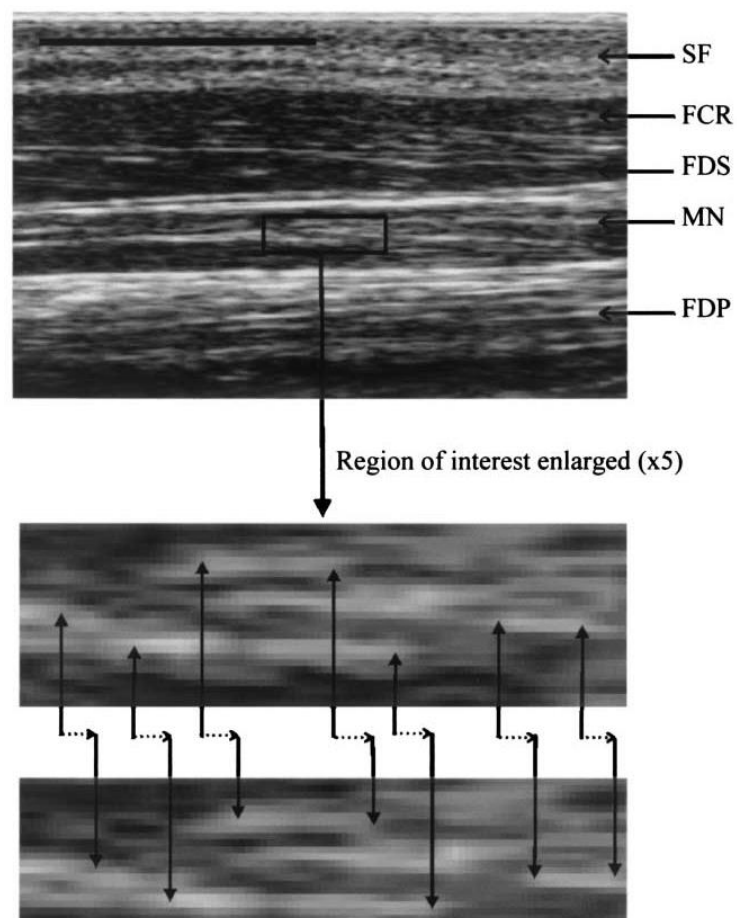 SF
FCR
FDS
MN
FDP
Region of interest enlarged (x5)